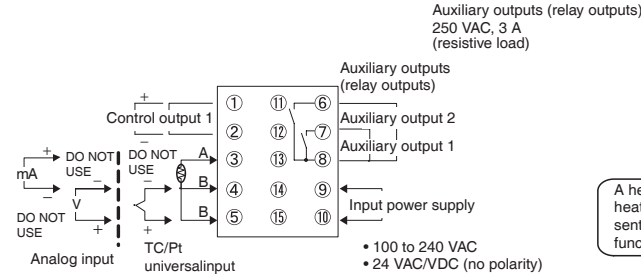 Auxiliary outputs (relay outputs)
250 VAC, 3 A
(resistive load)
Auxiliary outputs
(relay outputs)
+
Control output 1
−
Auxiliary output 2
Auxiliary output 1
① ⑪ ⑥
② ⑫ ⑦
③ ⑬ ⑧
④ ⑭ ⑨
⑤ ⑮ ⑩
+ DO NOT USE
mA
−
− V +
DO NOT USE
Analog input
DO NOT USE
A
B
B
−
+
TC/Pt
universalinput
Input power supply
• 100 to 240 VAC
• 24 VAC/VDC (no polarity)
A he
heat
sent
func